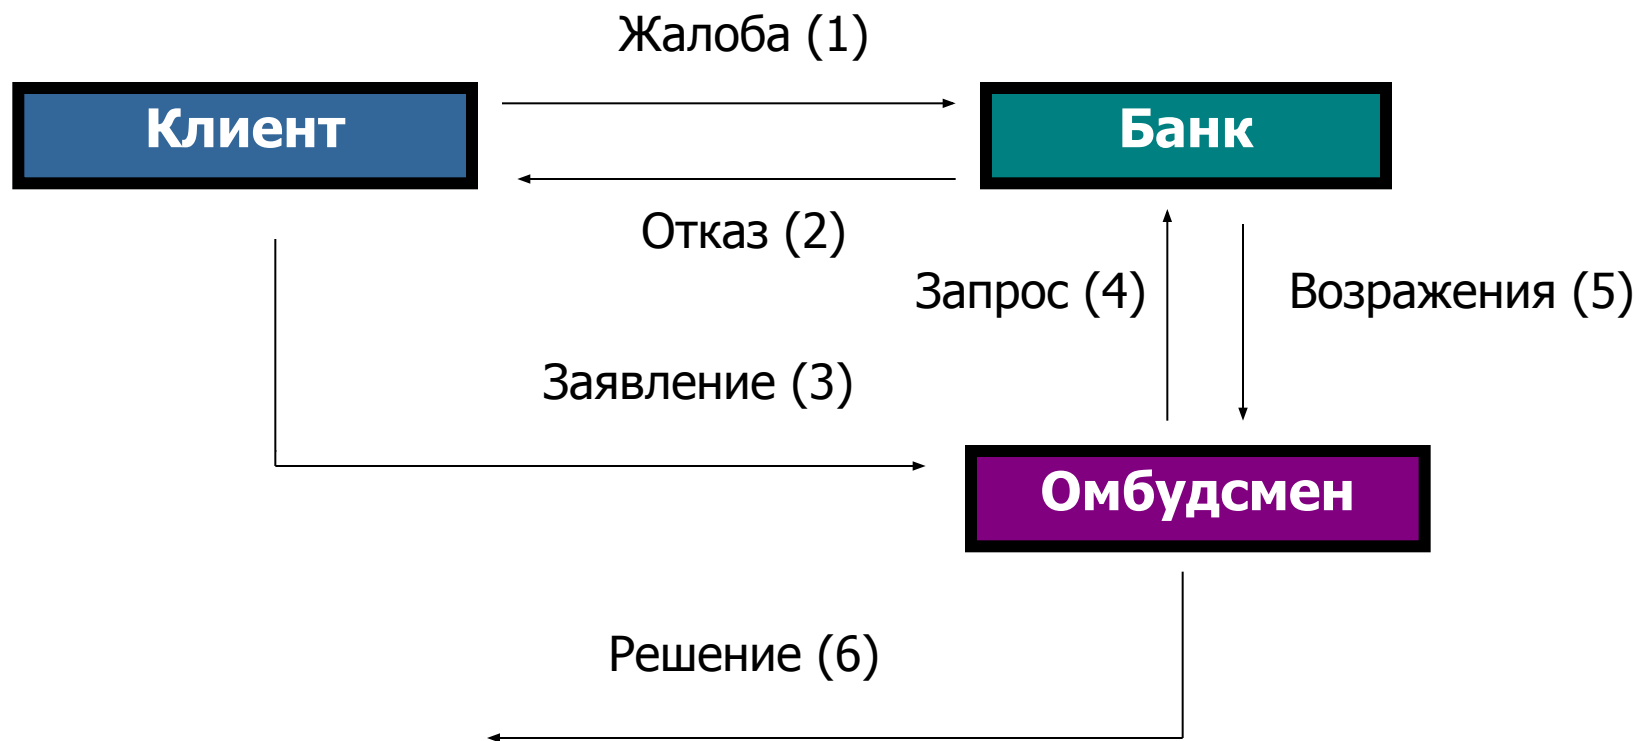 Жалоба (1)
Клиент
Банк
Отказ (2)
Запрос (4)
Возражения (5)
Заявление (3)
Омбудсмен
Решение (6)